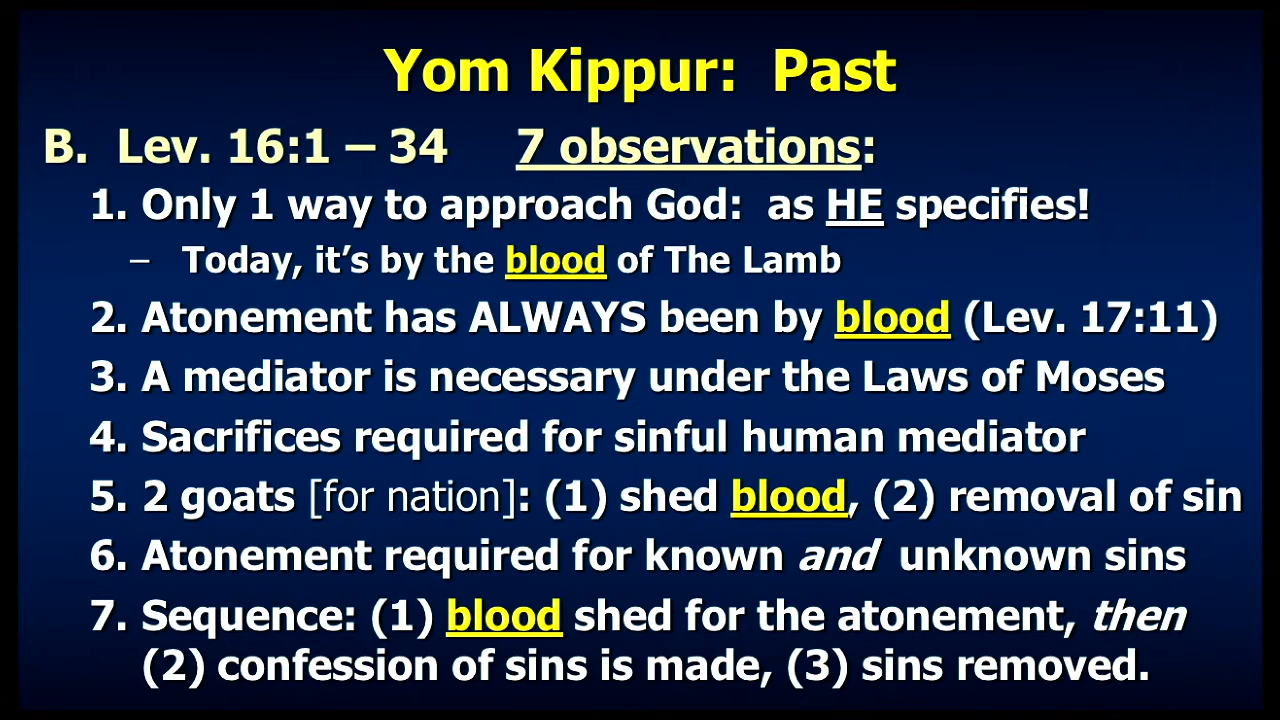 Yom Kippur: Past
B. Lev. 16:1 – 34 7 observations:
1. Only 1 way to approach God: as HE specifies!
– Today, it’s by the blood of The Lamb
2. Atonement has ALWAYS been by blood (Lev. 17:11)
3. A mediator is necessary under the Laws of Moses
4. Sacrifices required for sinful human mediator
5. 2 goats [for nation]: (1) shed blood, (2) removal of sin
6. Atonement required for known and unknown sins
7. Sequence: (1) blood shed for the atonement, then
(2) confession of sins is made, (3) sins removed.